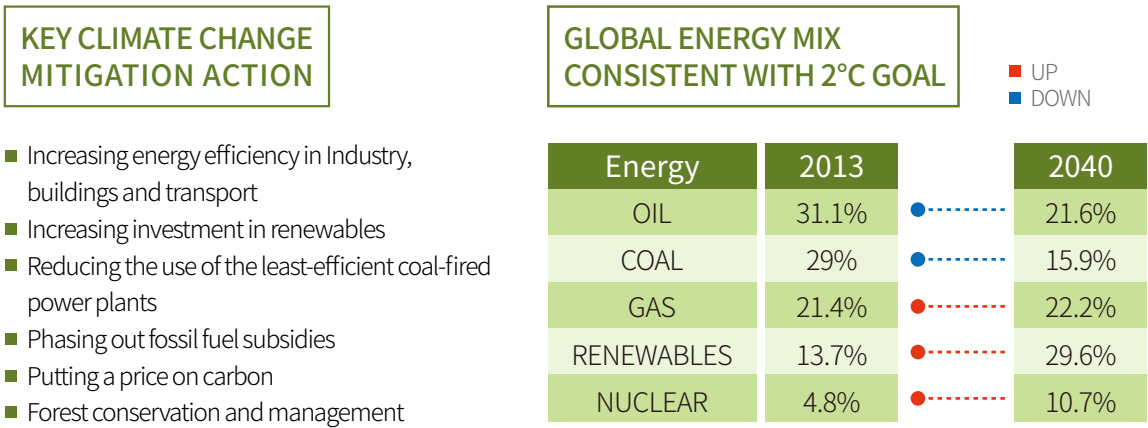 KEY CLIMATE CHANGE
MITIGATION ACTION
Increasing energy efficiency in Industry,
buildings and transport
Increasing investment in renewables
Reducing the use of the least-efficient coal-fired
power plants
Phasing out fossil fuel subsidies
Putting a price on carbon
Forest conservation and management
GLOBAL ENERGY MIX
CONSISTENT WITH 2°C GOAL
UP
DOWN
Energy 2013 2040
OIL 31.1% 21.6%
COAL 29% 15.9%
GAS 21.4% 22.2%
RENEWABLES 13.7% 29.6%
NUCLEAR 4.8% 10.7%